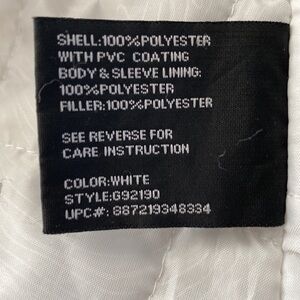 SHELL:100%POLYESTER
WITH PVC COATING
BODY & SLEEVE LINING:
100%POLYESTER
FILLER:100%POLYESTER
SEE REVERSE FOR
CARE INSTRUCTION
COLOR:WHITE
STYLE:G92190
UPC#: 887219348334